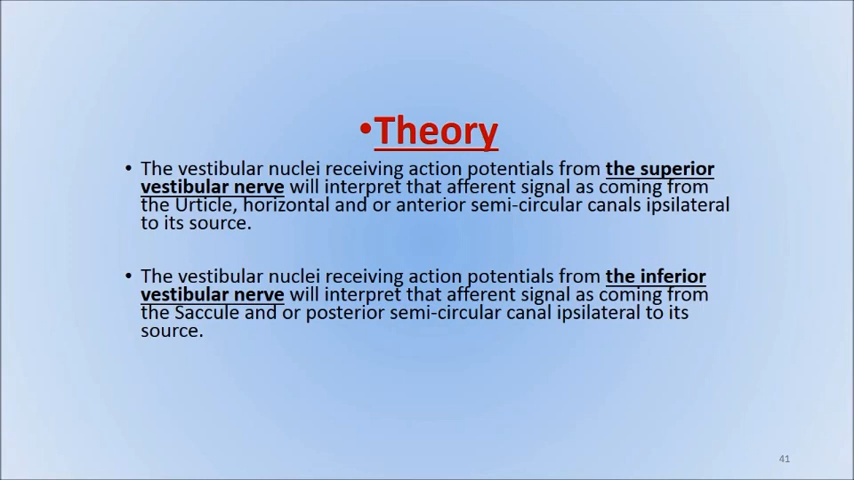 •Theory
• The vestibular nuclei receiving action potentials from the superior
vestibular nerve will interpret that afferent signal as coming from
the Urticle, horizontal and or anterior semi-circular canals ipsilateral
to its source.
• The vestibular nuclei receiving action potentials from the inferior
vestibular nerve will interpret that afferent signal as coming from
the Saccule and or posterior semi-circular canal ipsilateral to its
source.
41